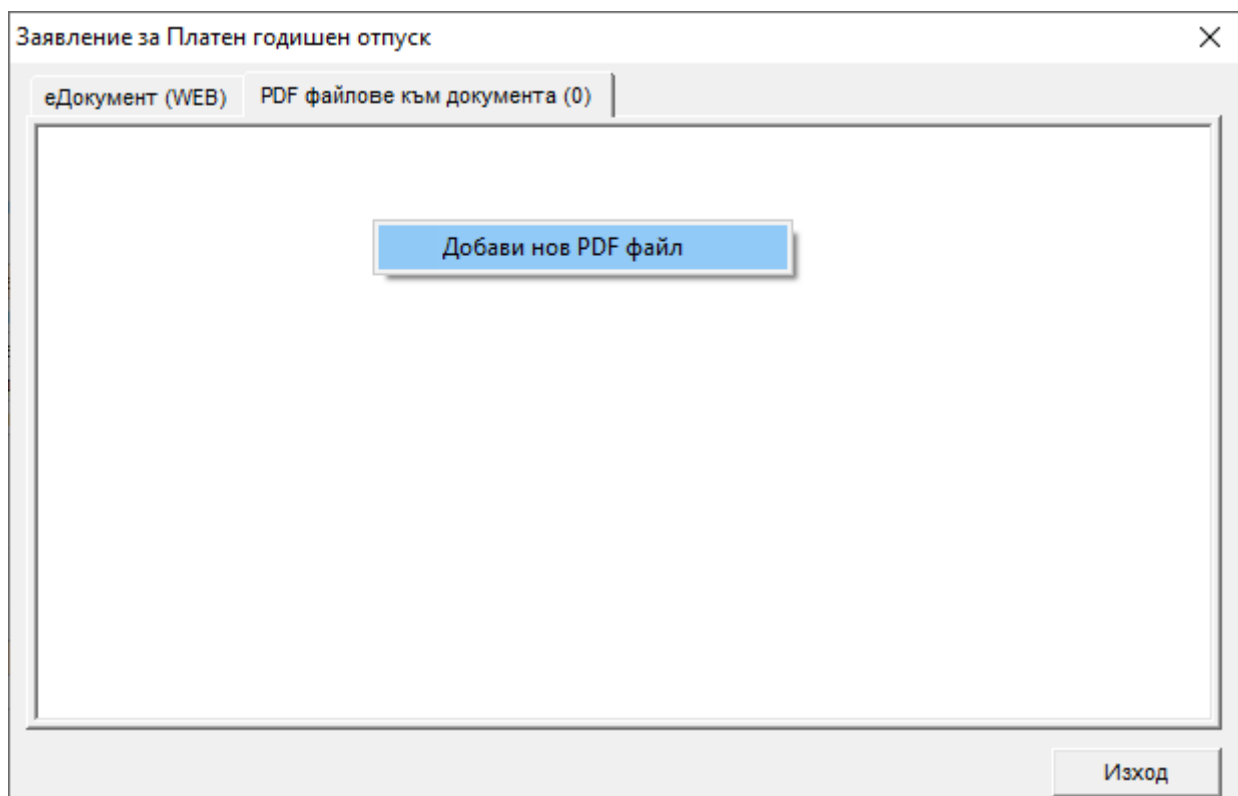 Заявление за Платен годишен отпуск
еДокумент (WEB)
PDF файлове към документа (0)
Добави нов PDF файл
Изход